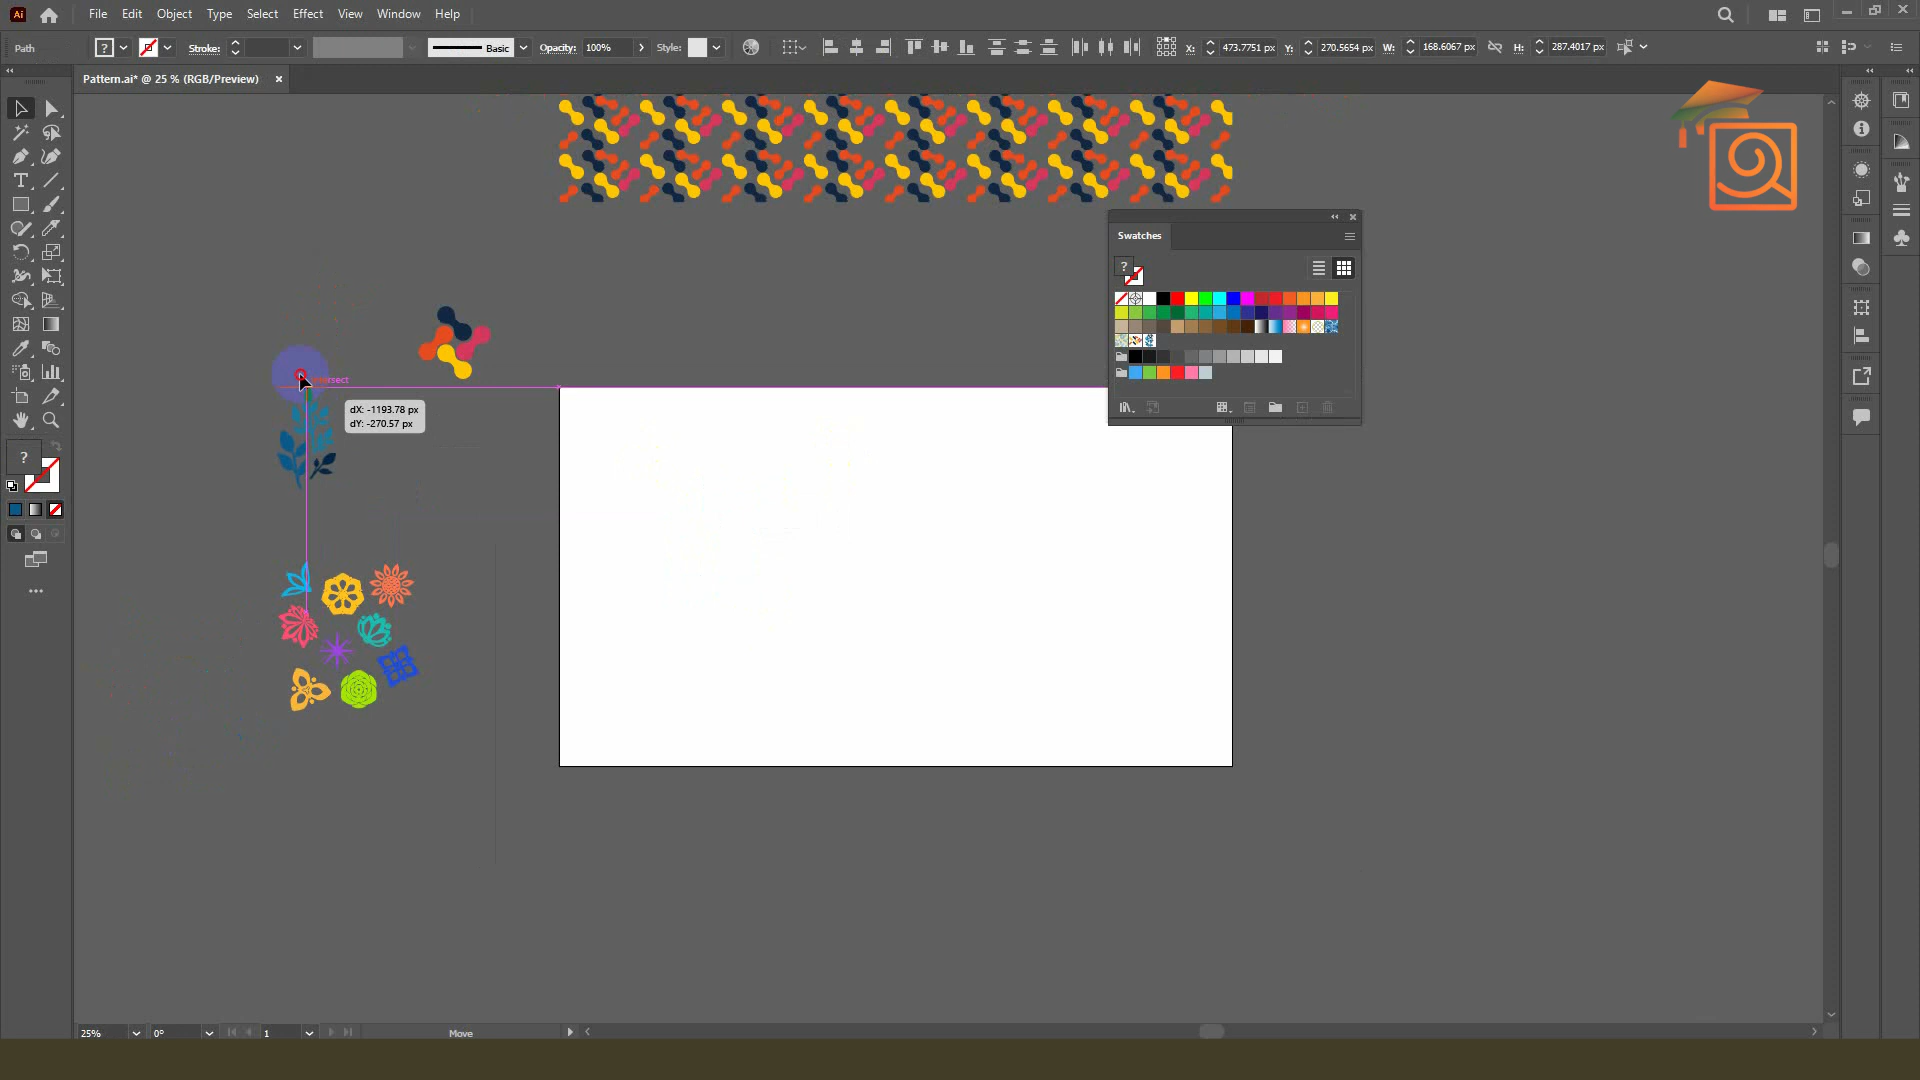 Ai File Edit Object Type Select Effect View Window Help
Path ? Stroke: Basic Opacity: 100% Style: X: 473.7751 px Y: 270.5654 px W: 168.6067 px H: 287.4017 px
Pattern.ai* @ 25 % (RGB/Preview)
Swatches
?
dX: -1193.78 px
dY: -270.57 px
?
25% 0° 1 Move